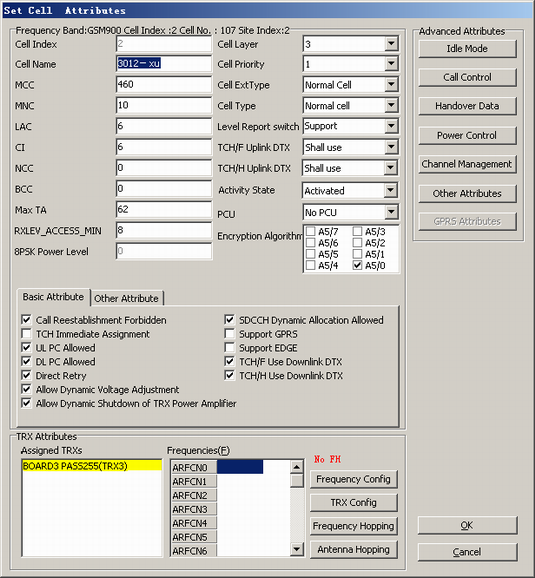 Set Cell Attributes
Frequency Band:GSM900 Cell Index :2 Cell No. : 107 Site Index:2
Cell Index 2
Cell Name 3012－xu
MCC 460
MNC 10
LAC 6
CI 6
NCC 0
BCC 0
Max TA 62
RXLEV_ACCESS_MIN 8
8PSK Power Level 0
Cell Layer 3
Cell Priority 1
Cell ExtType Normal Cell
Cell Type Normal cell
Level Report switch Support
TCH/F Uplink DTX Shall use
TCH/H Uplink DTX Shall use
Activity State Activated
PCU No PCU
Encryption Algorithm
A5/7 A5/3
A5/6 A5/2
A5/5 A5/1
A5/4 A5/0
Advanced Attributes
Idle Mode
Call Control
Handover Data
Power Control
Channel Management
Other Attributes
GPRS Attributes
Basic Attribute Other Attribute
Call Reestablishment Forbidden
TCH Immediate Assignment
UL PC Allowed
DL PC Allowed
Direct Retry
Allow Dynamic Voltage Adjustment
Allow Dynamic Shutdown of TRX Power Amplifier
SDCCH Dynamic Allocation Allowed
Support GPRS
Support EDGE
TCH/F Use Downlink DTX
TCH/H Use Downlink DTX
TRX Attributes
Assigned TRXs
BOARD3 PASS255(TRX3)
Frequencies(F)
ARFCN0
ARFCN1
ARFCN2
ARFCN3
ARFCN4
ARFCN5
ARFCN6
No FH
Frequency Config
TRX Config
Frequency Hopping
Antenna Hopping
OK
Cancel